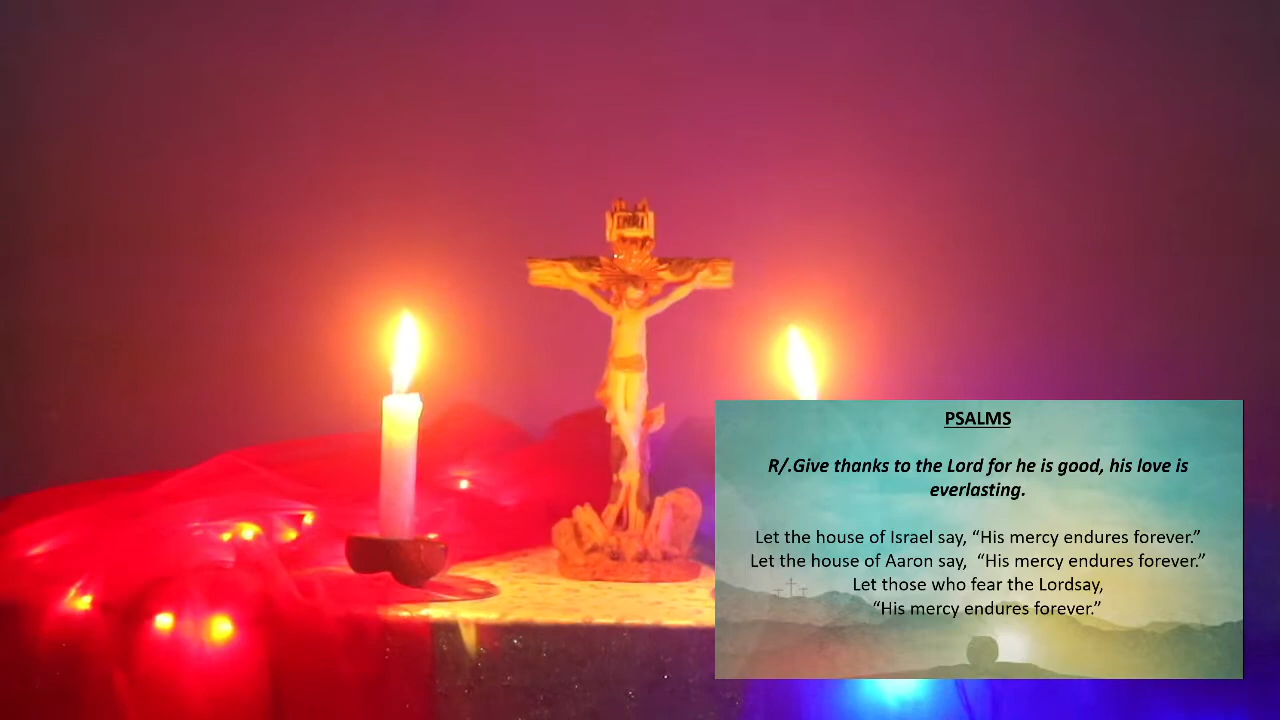 PSALMS
R/.Give thanks to the Lord for he is good, his love is
everlasting.
Let the house of Israel say, “His mercy endures forever.”
Let the house of Aaron say,  “His mercy endures forever.”
Let those who fear the Lordsay,
“His mercy endures forever.”